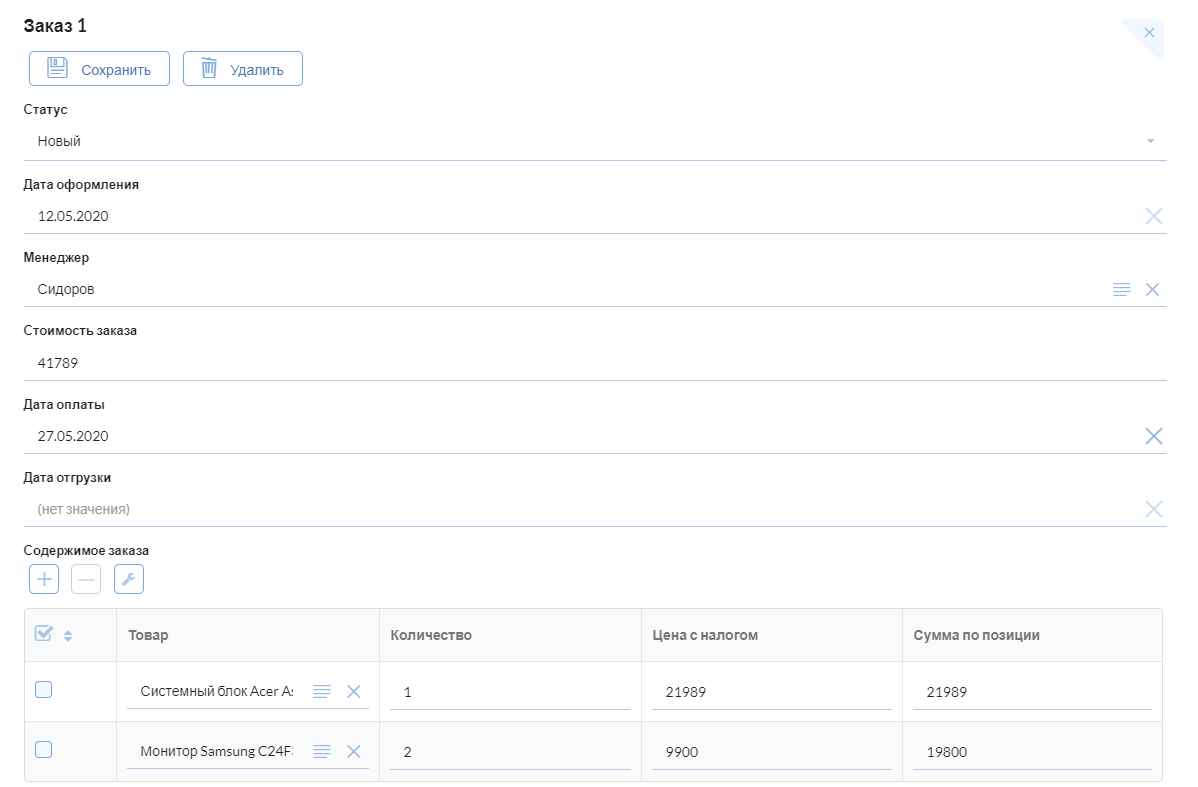 Заказ 1
Сохранить Удалить
Статус
Новый
Дата оформления
12.05.2020
Менеджер
Сидоров
Стоимость заказа
41789
Дата оплаты
27.05.2020
Дата отгрузки
(нет значения)
Содержимое заказа
Товар Количество Цена с налогом Сумма по позиции
Системный блок Acer 1 21989 21989
Монитор Samsung C24F 2 9900 19800